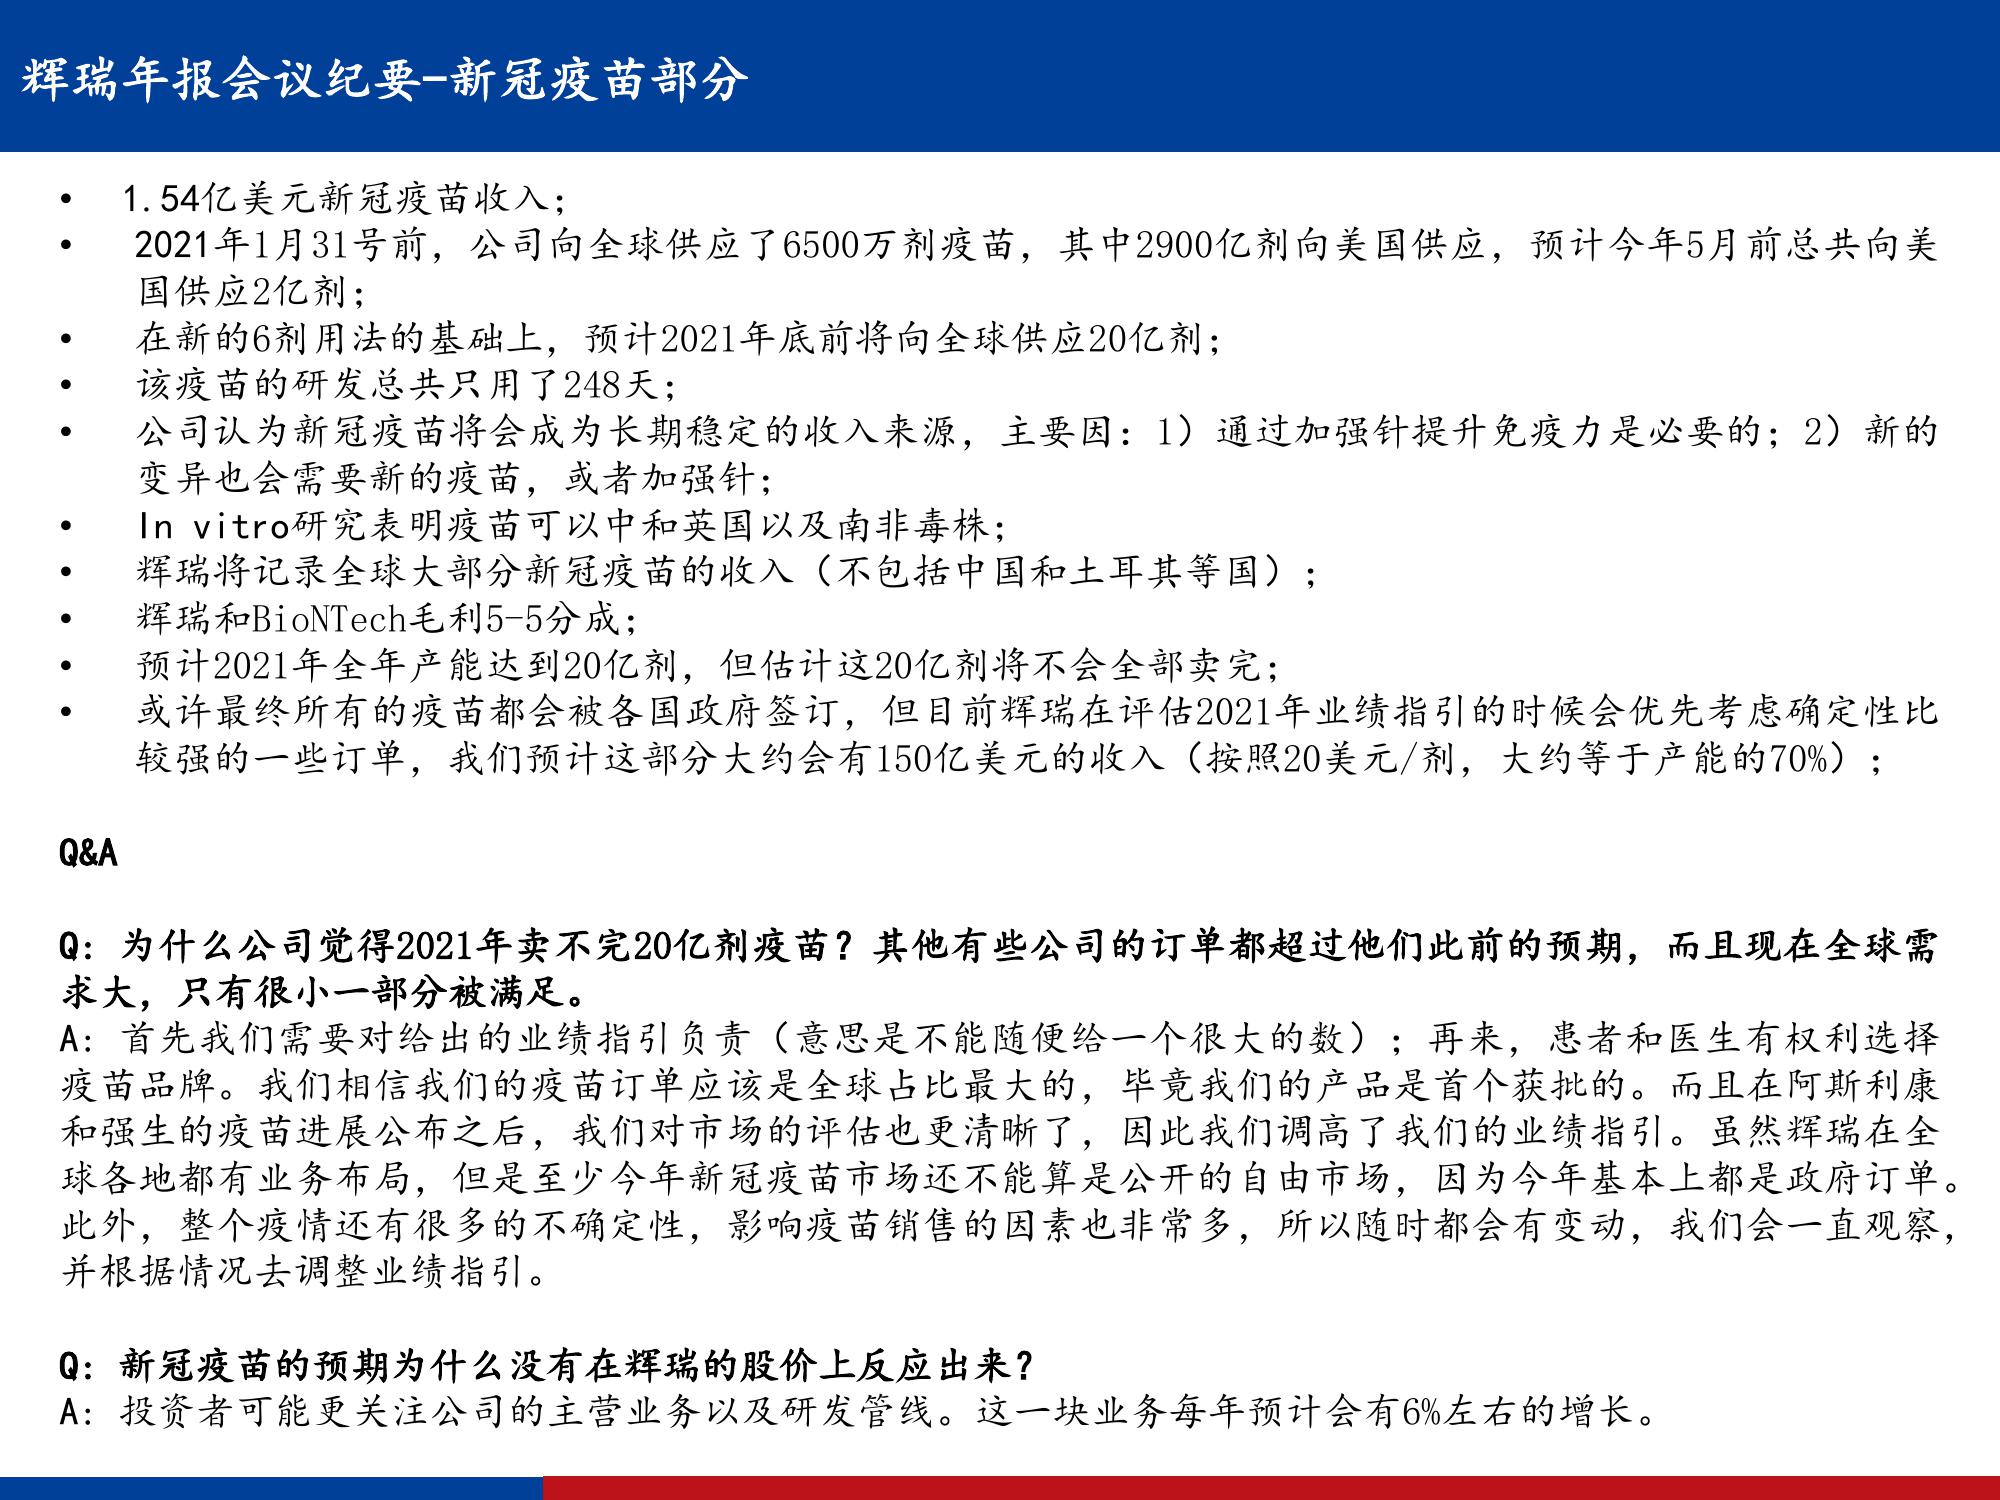 辉瑞年报会议纪要-新冠疫苗部分
• 1.54亿美元新冠疫苗收入；
• 2021年1月31号前，公司向全球供应了6500万剂疫苗，其中2900亿剂向美国供应，预计今年5月前总共向美
国供应2亿剂；
• 在新的6剂用法的基础上，预计2021年底前将向全球供应20亿剂；
• 该疫苗的研发总共只用了248天；
• 公司认为新冠疫苗将会成为长期稳定的收入来源，主要因：1）通过加强针提升免疫力是必要的；2）新的
变异也会需要新的疫苗，或者加强针；
• In vitro研究表明疫苗可以中和英国以及南非毒株；
• 辉瑞将记录全球大部分新冠疫苗的收入（不包括中国和土耳其等国）；
• 辉瑞和BioNTech毛利5-5分成；
• 预计2021年全年产能达到20亿剂，但估计这20亿剂将不会全部卖完；
• 或许最终所有的疫苗都会被各国政府签订，但目前辉瑞在评估2021年业绩指引的时候会优先考虑确定性比
较强的一些订单，我们预计这部分大约会有150亿美元的收入（按照20美元/剂，大约等于产能的70%）；
Q&A
Q: 为什么公司觉得2021年卖不完20亿剂疫苗？其他有些公司的订单都超过他们此前的预期，而且现在全球需
求大，只有很小一部分被满足。
A: 首先我们需要对给出的业绩指引负责（意思是不能随便给一个很大的数）；再来，患者和医生有权利选择
疫苗品牌。我们相信我们的疫苗订单应该是全球占比最大的，毕竟我们的产品是首个获批的。而且在阿斯利康
和强生的疫苗进展公布之后，我们对市场的评估也更清晰了，因此我们调高了我们的业绩指引。虽然辉瑞在全
球各地都有业务布局，但是至少今年新冠疫苗市场还不能算是公开的自由市场，因为今年基本上都是政府订单。
此外，整个疫情还有很多的不确定性，影响疫苗销售的因素也非常多，所以随时都会有变动，我们会一直观察，
并根据情况去调整业绩指引。
Q: 新冠疫苗的预期为什么没有在辉瑞的股价上反应出来？
A: 投资者可能更关注公司的主营业务以及研发管线。这一块业务每年预计会有6%左右的增长。